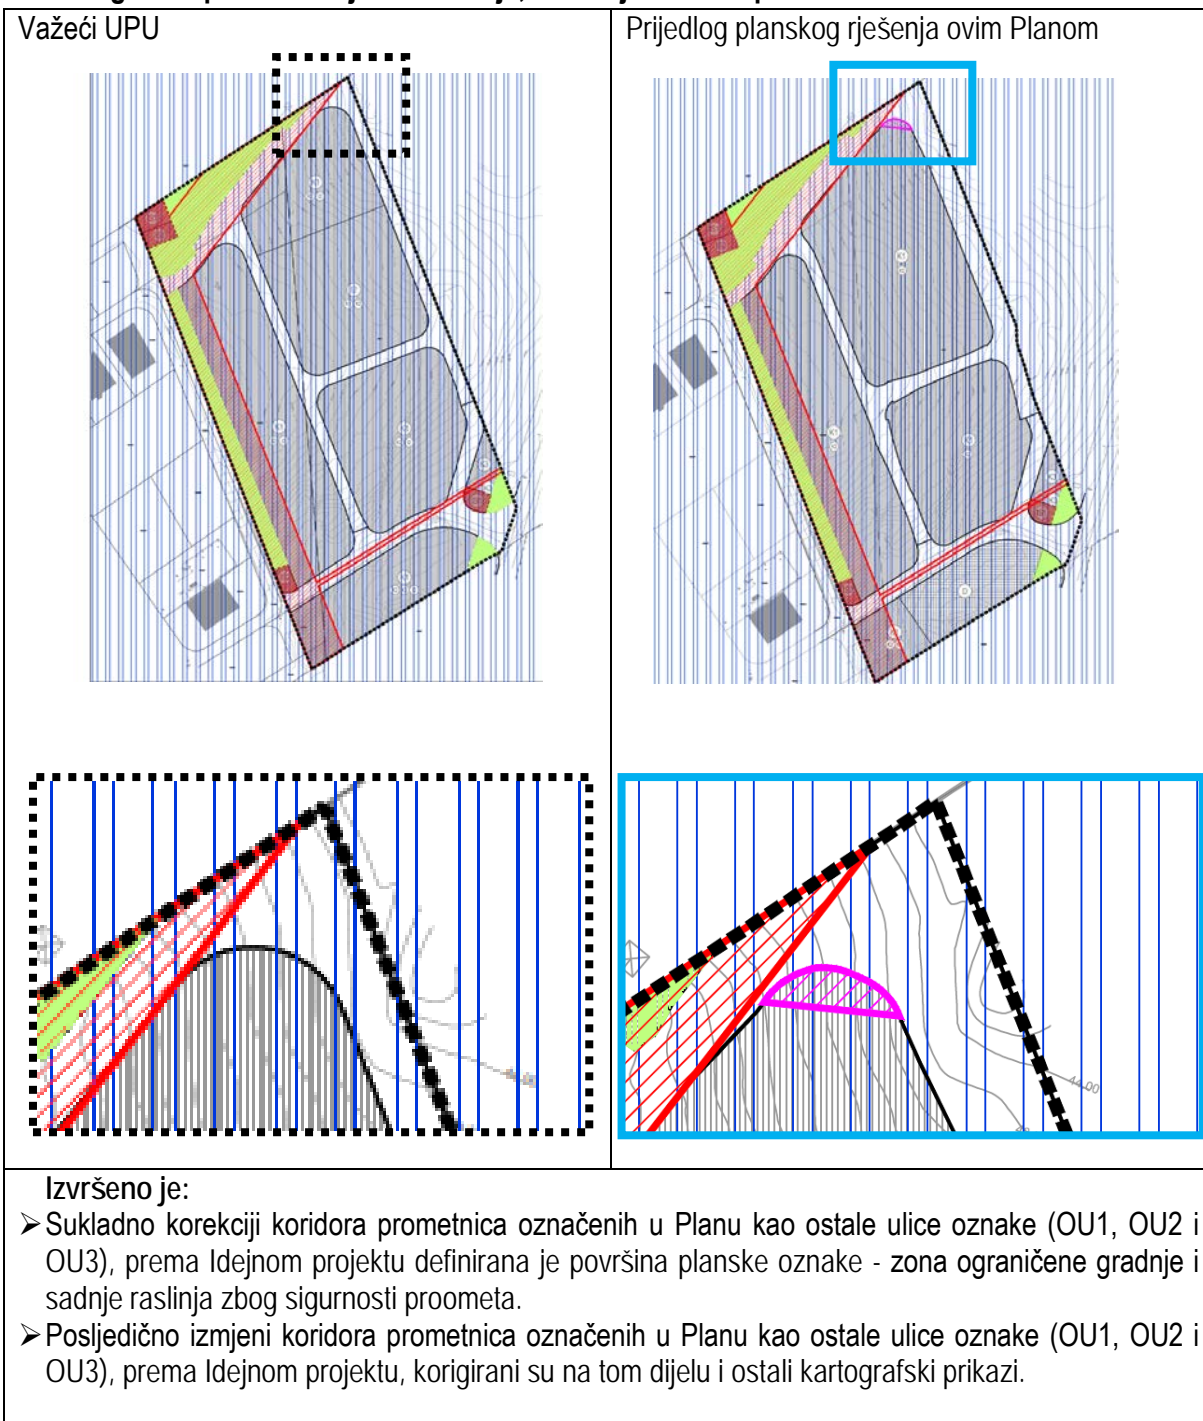 Važeći UPU
Prijedlog planskog rješenja ovim Planom
44.00
Izvršeno je:
➢ Sukladno korekciji koridora prometnica označenih u Planu kao ostale ulice oznake (OU1, OU2 i
OU3), prema Idejnom projektu definirana je površina planske oznake - zona ograničene gradnje i
sadnje raslinja zbog sigurnosti proometa.
➢ Posljedično izmjeni koridora prometnica označenih u Planu kao ostale ulice oznake (OU1, OU2 i
OU3), prema Idejnom projektu, korigirani su na tom dijelu i ostali kartografski prikazi.